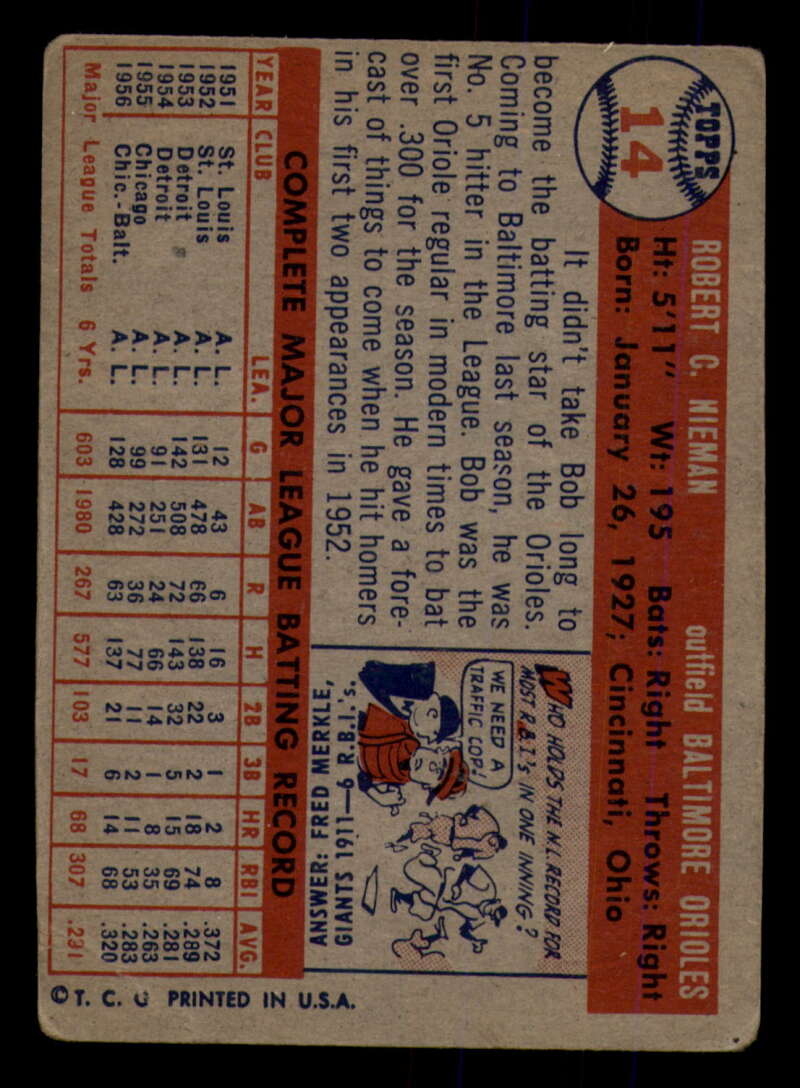 TOPPS
14
ROBERT C. NIEMAN outfield BALTIMORE ORIOLES
Ht: 5'11" Wt: 195 Bats: Right Throws: Right
Born: January 26, 1927; Cincinnati, Ohio
It didn't take Bob long to
become the batting star of the Orioles.
Coming to Baltimore last season, he was
No. 5 hitter in the League. Bob was the
first Oriole regular in modern times to bat
over .300 for the season. He gave a fore-
cast of things to come when he hit homers
in his first two appearances in 1952.
WHO HOLDS THE N.L. RECORD FOR
MOST R.B.I.'s IN ONE INNING?
WE NEED A
TRAFFIC COP!
ANSWER: FRED MERKLE,
GIANTS 1911—6 R.B.I.'s.
COMPLETE MAJOR LEAGUE BATTING RECORD
YEAR CLUB LEA. G AB R H 2B 3B HR RBI AVG.
1951 St. Louis A. L. 12 43 6 16 3 1 2 8 .372
1952 St. Louis A. L. 131 478 66 138 22 2 18 74 .289
1953 Detroit A. L. 142 508 72 143 32 5 15 69 .281
1954 Detroit A. L. 91 251 24 66 14 1 8 35 .263
1955 Chicago A. L. 99 272 36 77 11 2 11 53 .283
1956 Chic.-Balt. A. L. 128 428 63 137 21 6 14 68 .320
Major League Totals 6 Yrs. 603 1980 267 577 103 17 68 307 .291
© T. C. G PRINTED IN U.S.A.